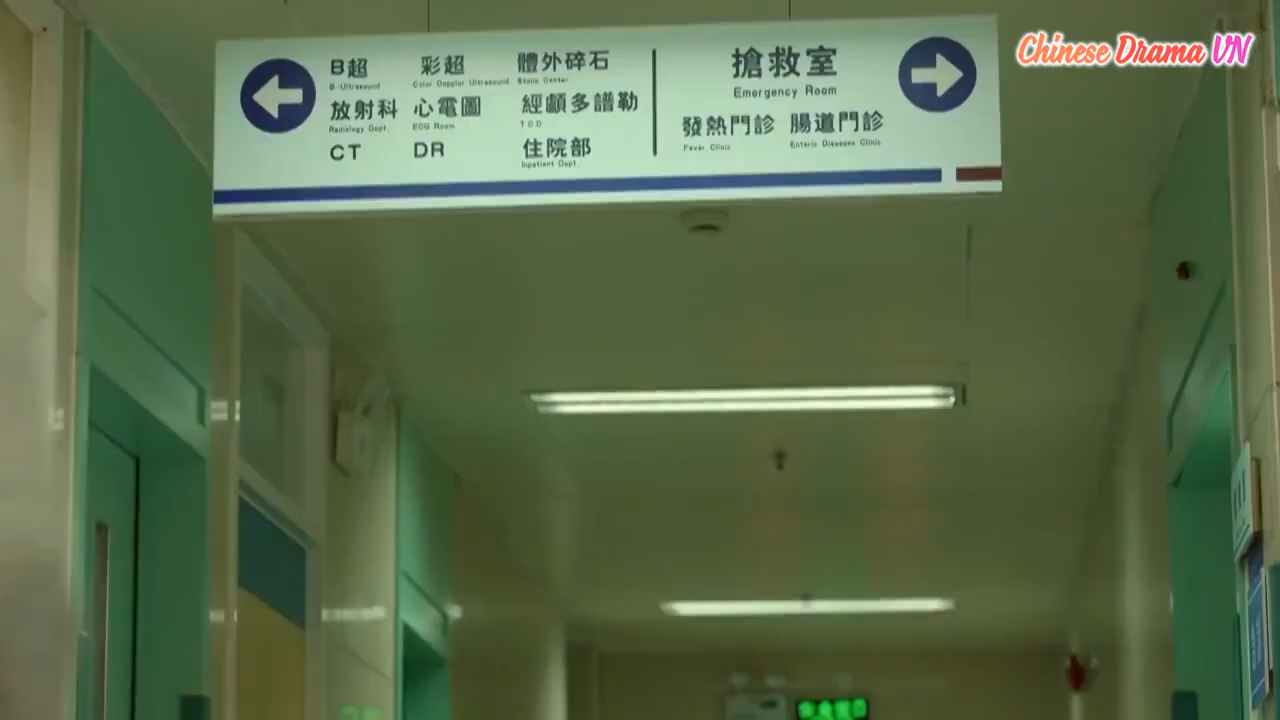 Chinese Drama VN
B超 彩超 體外碎石
B-Ultrasound Color Doppler Ultrasound Stone Center
放射科 心電圖 經顱多譜勒
Radiology Dept. ECG Room TCD
CT DR 住院部
Inpatient Dept.
搶救室
Emergency Room
發熱門診 腸道門診
Fever Clinic Enteric Diseases Clinic